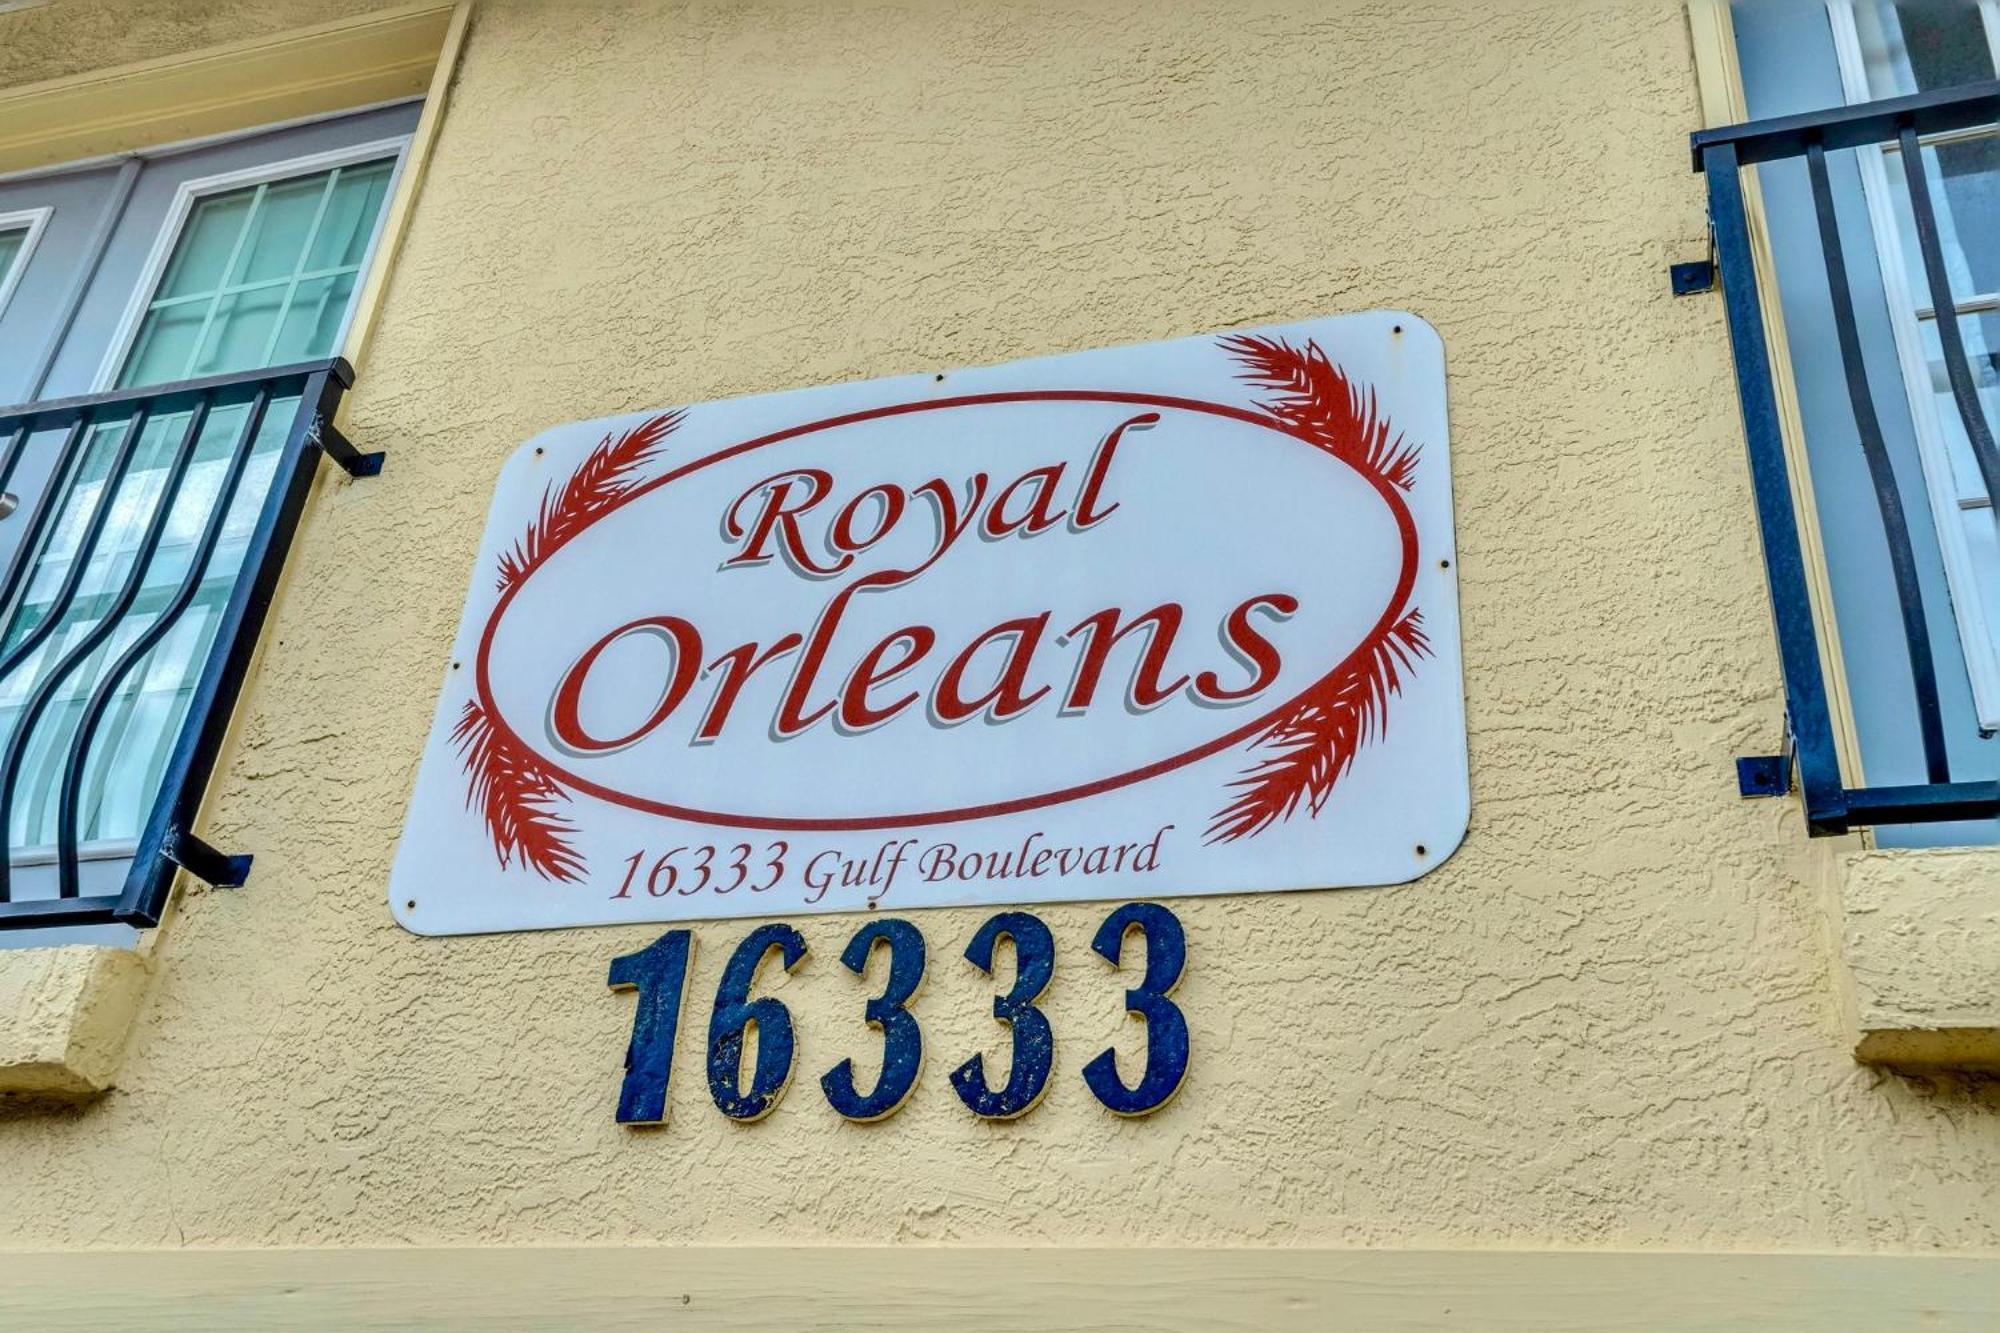 Royal
Orleans
16333 Gulf Boulevard
16333